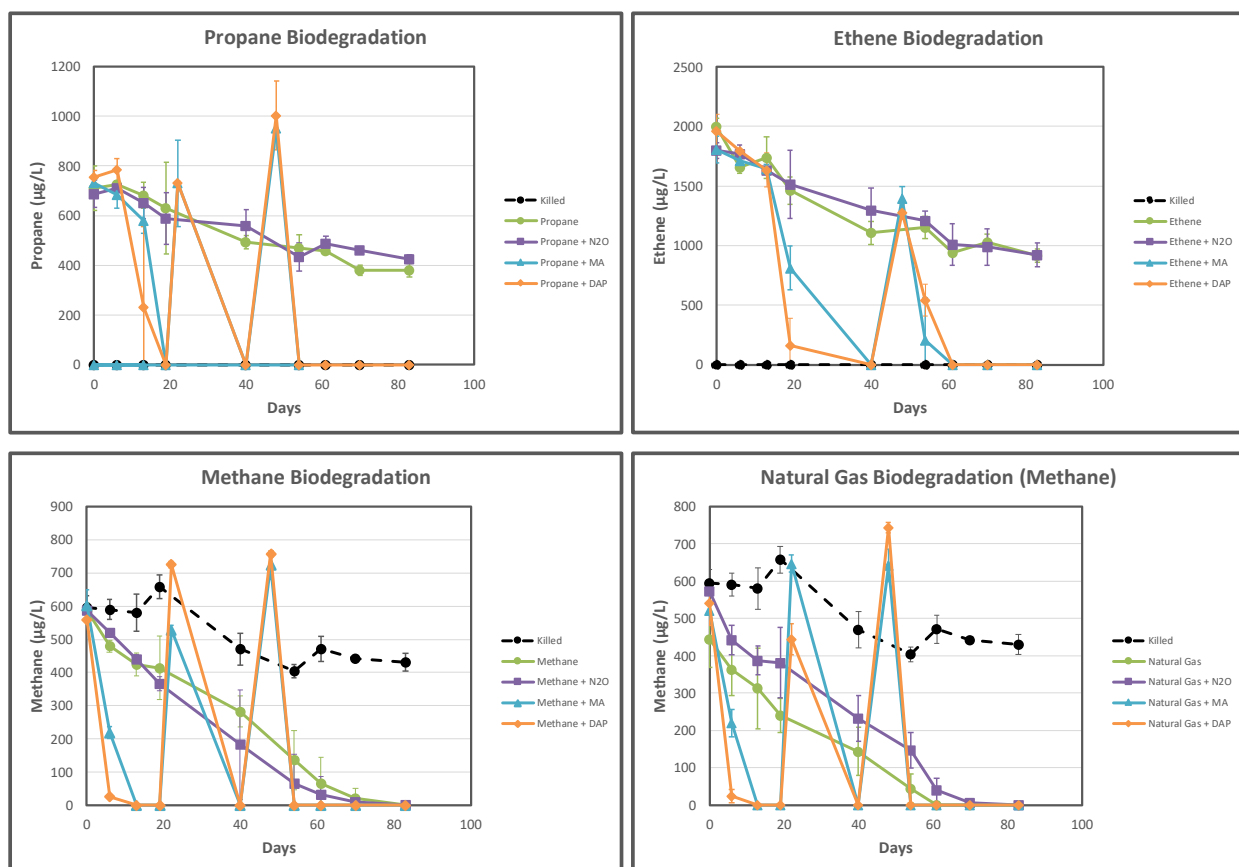 Propane Biodegradation
1200
1000
800
600
400
200
0
Propane (µg/L)
0 20 40 60 80 100
Days
Killed
Propane
Propane + N2O
Propane + MA
Propane + DAP
Ethene Biodegradation
2500
2000
1500
1000
500
0
Ethene (µg/L)
0 20 40 60 80 100
Days
Killed
Ethene
Ethene + N2O
Ethene + MA
Ethene + DAP
Methane Biodegradation
900
800
700
600
500
400
300
200
100
0
Methane (µg/L)
0 20 40 60 80 100
Days
Killed
Methane
Methane + N2O
Methane + MA
Methane + DAP
Natural Gas Biodegradation (Methane)
800
700
600
500
400
300
200
100
0
Methane (µg/L)
0 20 40 60 80 100
Days
Killed
Natural Gas
Natural Gas + N2O
Natural Gas + MA
Natural Gas + DAP